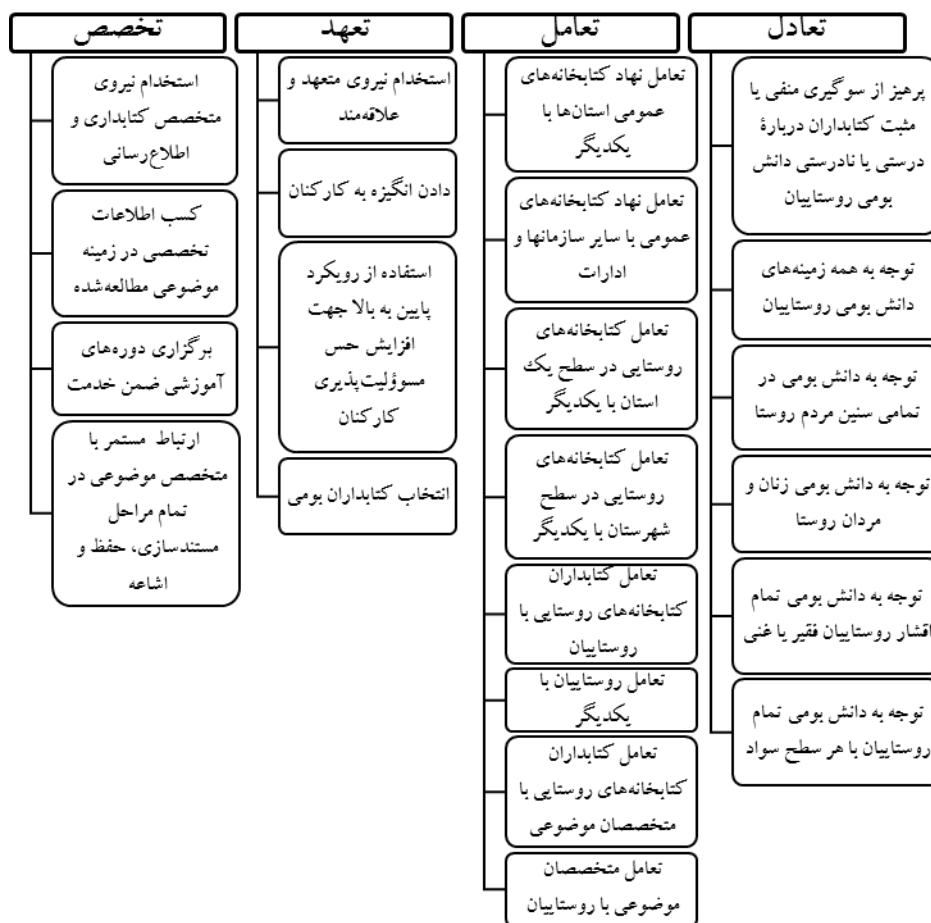 تعادل
پرهیز از سوگیری منفی یا
مثبت کتابداران دربارۀ
درستی یا نادرستی دانش
بومی روستاییان
توجه به همه زمینه‌های
دانش بومی روستاییان
توجه به دانش بومی در
تمامی سنین مردم روستا
توجه به دانش بومی زنان و
مردان روستا
توجه به دانش بومی تمام
اقشار روستاییان فقیر یا غنی
توجه به دانش بومی تمام
روستاییان با هر سطح سواد
تعامل
تعامل نهاد کتابخانه‌های
عمومی استان‌ها با
یکدیگر
تعامل نهاد کتابخانه‌های
عمومی با سایر سازمانها و
ادارات
تعامل کتابخانه‌های
روستایی در سطح یک
استان با یکدیگر
تعامل کتابخانه‌های
روستایی در سطح
شهرستان با یکدیگر
تعامل کتابداران
کتابخانه‌های روستایی با
روستاییان
تعامل روستاییان با
یکدیگر
تعامل کتابداران
کتابخانه‌های روستایی با
متخصصان موضوعی
تعامل متخصصان
موضوعی با روستاییان
تعهد
استخدام نیروی متعهد و
علاقه‌مند
دادن انگیزه به کارکنان
استفاده از رویکرد
پایین به بالا جهت
افزایش حس
مسوؤلیت‌پذیری
کارکنان
انتخاب کتابداران بومی
تخصص
استخدام نیروی
متخصص کتابداری و
اطلاع‌رسانی
کسب اطلاعات
تخصصی در زمینه
موضوعی مطالعه‌شده
برگزاری دوره‌های
آموزشی ضمن خدمت
ارتباط مستمر با
متخصص موضوعی در
تمام مراحل
مستندسازی، حفظ و
اشاعه